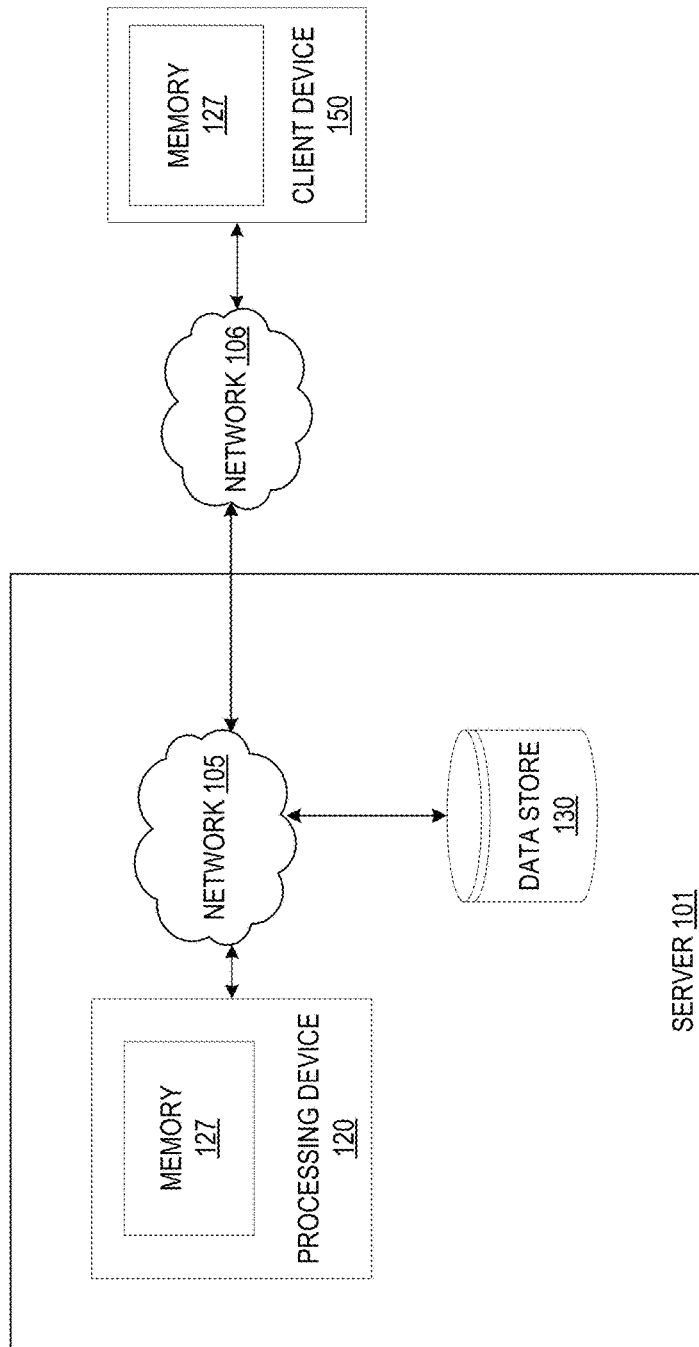 MEMORY
127
PROCESSING DEVICE
120
NETWORK 105
DATA STORE
130
SERVER 101
NETWORK 106
MEMORY
127
CLIENT DEVICE
150